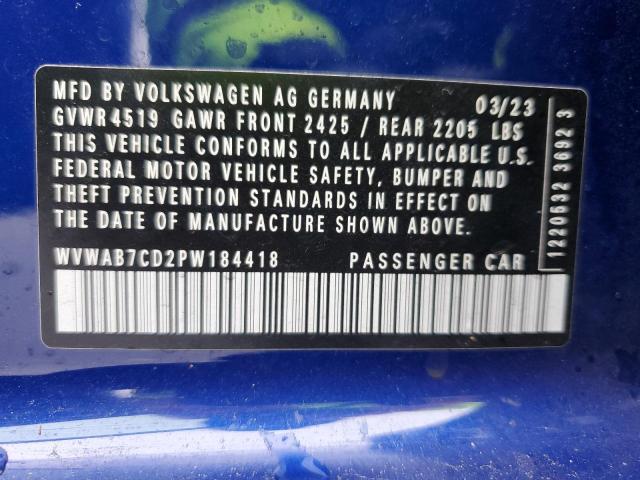 MFD BY VOLKSWAGEN AG GERMANY 03/23
GVWR 4519 GAWR FRONT 2425 / REAR 2205 LBS
THIS VEHICLE CONFORMS TO ALL APPLICABLE U.S.
FEDERAL MOTOR VEHICLE SAFETY, BUMPER AND
THEFT PREVENTION STANDARDS IN EFFECT ON
THE DATE OF MANUFACTURE SHOWN ABOVE.
WVWAB7CD2PW184418 PASSENGER CAR
1220532 3692 3